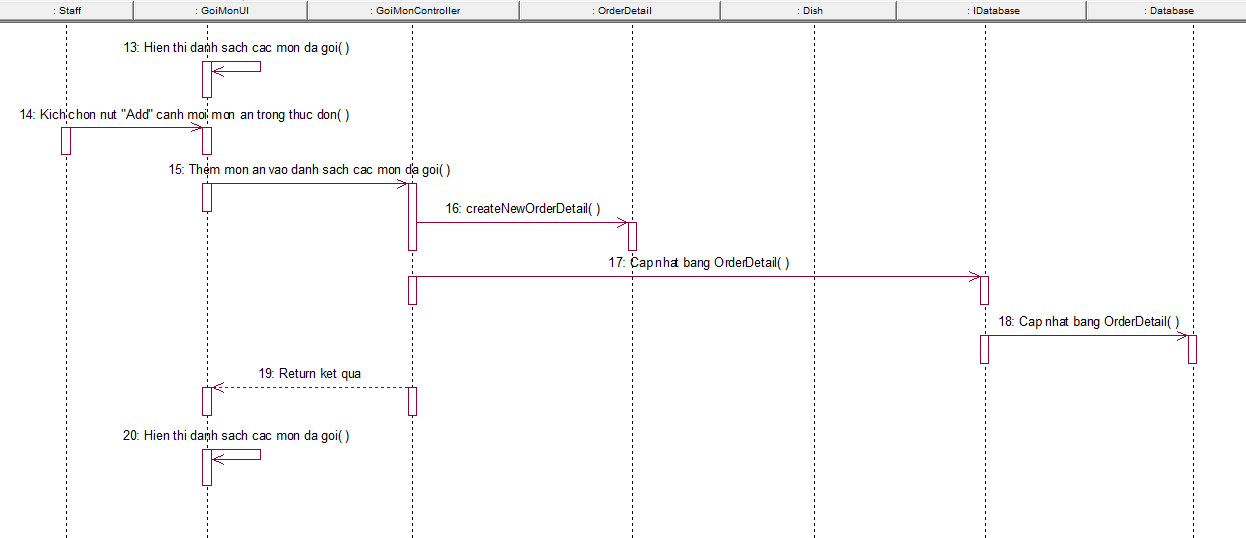 : Staff
: GoiMonUI
: GoiMonController
: OrderDetail
: Dish
: IDatabase
: Database
13: Hien thi danh sach cac mon da goi( )
14: Kich chon nut "Add" canh moi mon an trong thuc don( )
15: Them mon an vao danh sach cac mon da goi( )
16: createNewOrderDetail( )
17: Cap nhat bang OrderDetail( )
18: Cap nhat bang OrderDetail( )
19: Return ket qua
20: Hien thi danh sach cac mon da goi( )